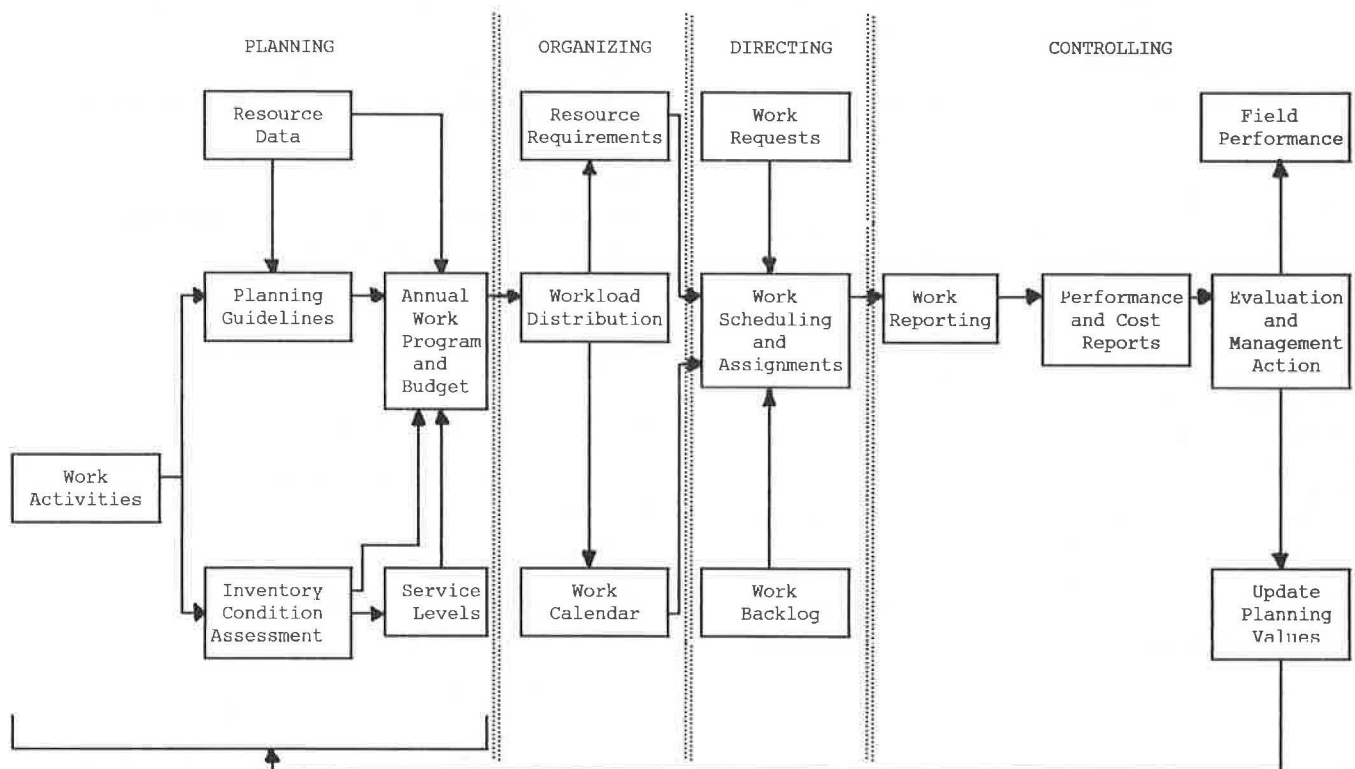 PLANNING
ORGANIZING
DIRECTING
CONTROLLING
Resource
Data
Resource
Requirements
Work
Requests
Field
Performance
Planning
Guidelines
Annual
Work
Program
and
Budget
Workload
Distribution
Work
Scheduling
and
Assignments
Work
Reporting
Performance
and Cost
Reports
Evaluation
and
Management
Action
Work
Activities
Inventory
Condition
Assessment
Service
Levels
Work
Calendar
Work
Backlog
Update
Planning
Values